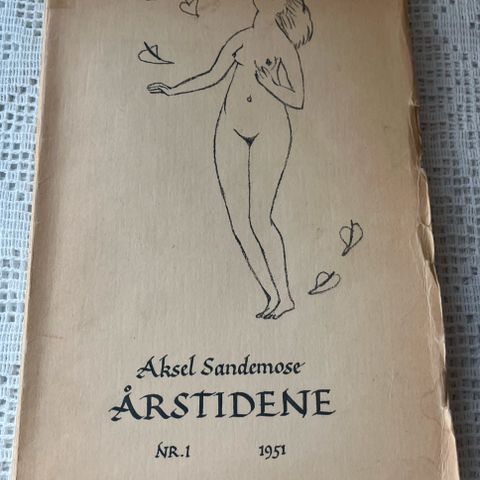 Aksel Sandemose
ÅRSTIDENE
NR.1 1951